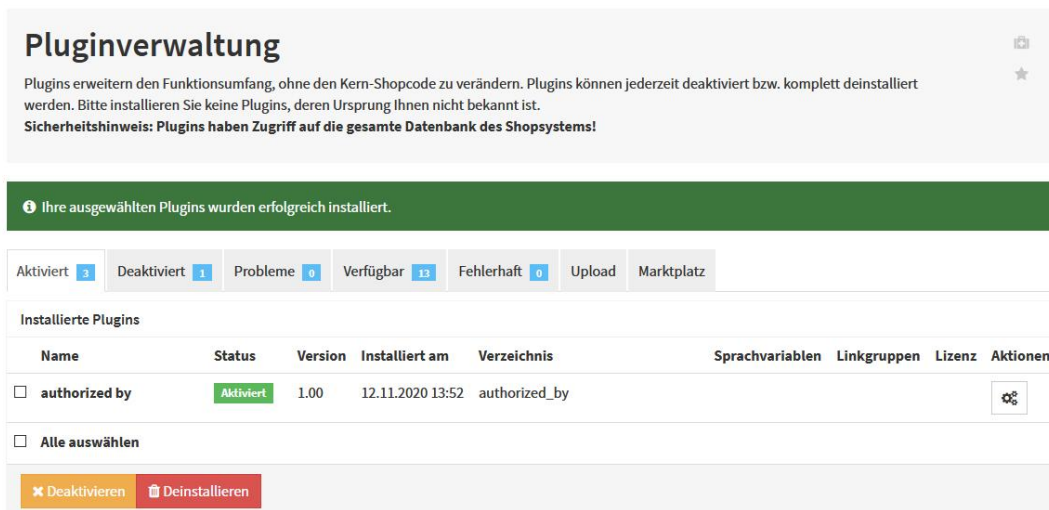 Pluginverwaltung
Plugins erweitern den Funktionsumfang, ohne den Kern-Shopcode zu verändern. Plugins können jederzeit deaktiviert bzw. komplett deinstalliert
werden. Bitte installieren Sie keine Plugins, deren Ursprung Ihnen nicht bekannt ist.
Sicherheitshinweis: Plugins haben Zugriff auf die gesamte Datenbank des Shopsystems!
Ihre ausgewählten Plugins wurden erfolgreich installiert.
Aktiviert 3 Deaktiviert 1 Probleme 0 Verfügbar 13 Fehlerhaft 0 Upload Marktplatz
Installierte Plugins
Name Status Version Installiert am Verzeichnis Sprachvariablen Linkgruppen Lizenz Aktionen
authorized by Aktiviert 1.00 12.11.2020 13:52 authorized_by
Alle auswählen
Deaktivieren Deinstallieren